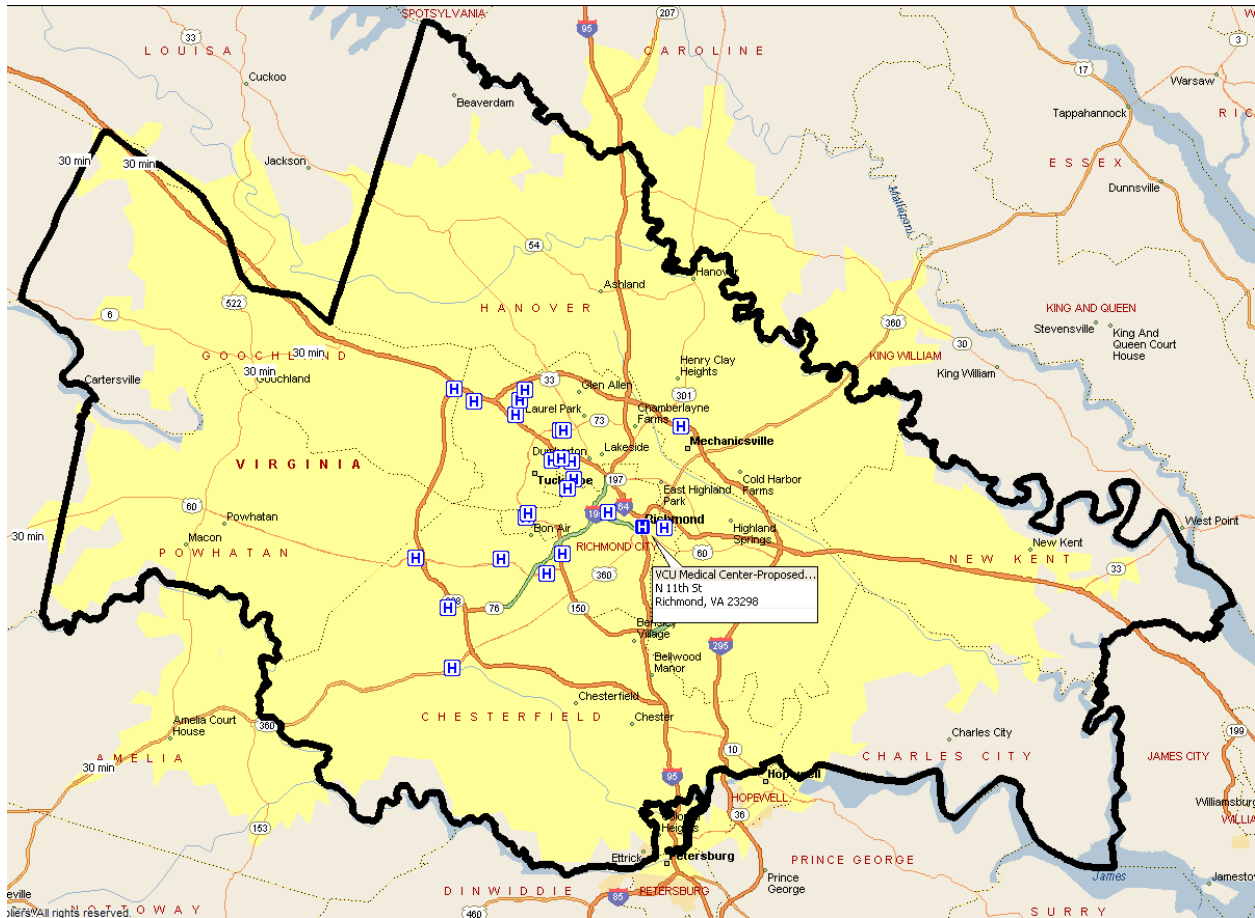 SPOTSYLVANIA
207
95
LOUISA
33
CAROLINE
3
Warsaw
17
Cuckoo
Beaverdam
Tappahannock
30 min
30 min
Jackson
ESSEX
Dunnsville
Mattaponi
54
Hanover
Ashland
522
HANOVER
6
KING AND QUEEN
Stevensville
King And
Queen Court
House
360
30
KING WILLIAM
King William
GOOCHLAND
30 min
30 min
Goochland
Cartersville
Henry Clay
Heights
33
301
Glen Allen
H
H
H
H
H
Laurel Park
73
Chamberlayne
Farms
H
H
Mechanicsville
Lakeside
H
H
H
VIRGINIA
H
197
Cold Harbor
Farms
East Highland
Park
H
60
H
H
64
Richmond
H
H
Highland
Springs
West Point
Powhatan
Macon
POWHATAN
30 min
Bon Air
RICHMOND CITY
New Kent
NEW KENT
33
60
H
H
H
H
360
VCU Medical Center-Proposed...
N 11th St
Richmond, VA 23298
H
76
150
Bensley
Village
295
Bellwood
Manor
H
Chesterfield
CHESTERFIELD
Chester
Amelia Court
House
360
AMELIA
30 min
10
Charles City
CHARLES CITY
JAMES CITY
199
95
Hopewell
HOPEWELL
36
Williamsburg
153
Ettrick
Petersburg
PRINCE GEORGE
Prince
George
James
DINWIDDIE
PETERSBURG
85
460
NOTTOWAY
SURRY
All rights reserved.